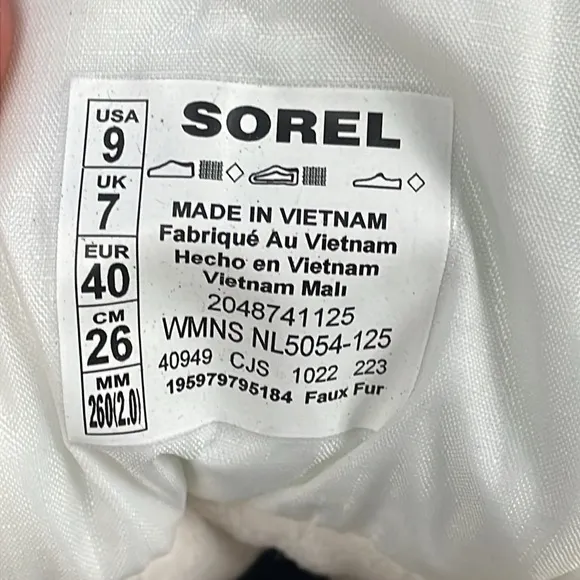 SOREL
USA
9
UK
7
EUR
40
CM
26
MM
260(2.0)
MADE IN VIETNAM
Fabriqué Au Vietnam
Hecho en Vietnam
Vietnam Malı
2048741125
WMNS NL5054-125
40949 CJS 1022 223
195979795184 Faux Fur